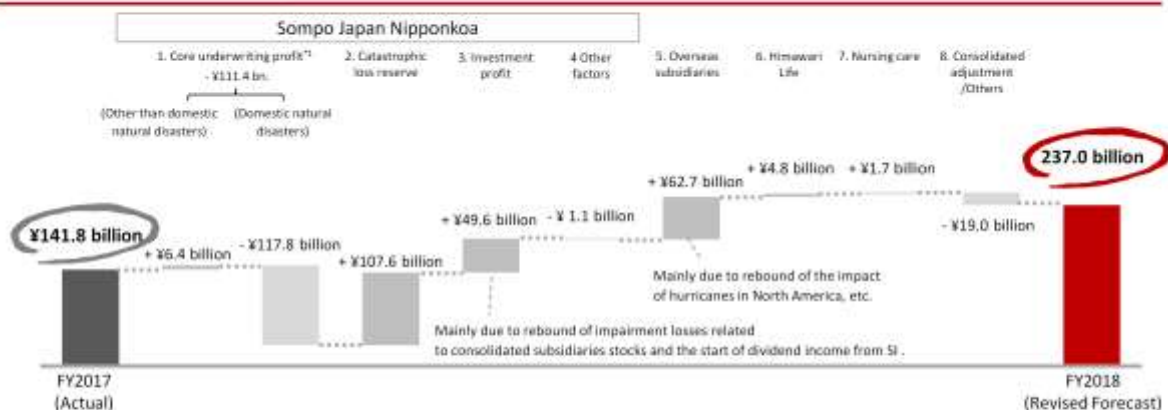 Sompo Japan Nipponkoa
1. Core underwriting profit*1
- ¥111.4 bn.
(Other than domestic
natural disasters)
(Domestic natural
disasters)
2. Catastrophic
loss reserve
3. Investment
profit
4 Other
factors
5. Overseas
subsidiaries
6. Himawari
Life
7. Nursing care
8. Consolidated
adjustment
/Others
¥141.8 billion
+ ¥6.4 billion
- ¥117.8 billion
+ ¥107.6 billion
+ ¥49.6 billion
- ¥ 1.1 billion
+ ¥62.7 billion
+ ¥4.8 billion
+ ¥1.7 billion
- ¥19.0 billion
237.0 billion
Mainly due to rebound of the impact
of hurricanes in North America, etc.
Mainly due to rebound of impairment losses related
to consolidated subsidiaries stocks and the start of dividend income from SI .
FY2017
(Actual)
FY2018
(Revised Forecast)